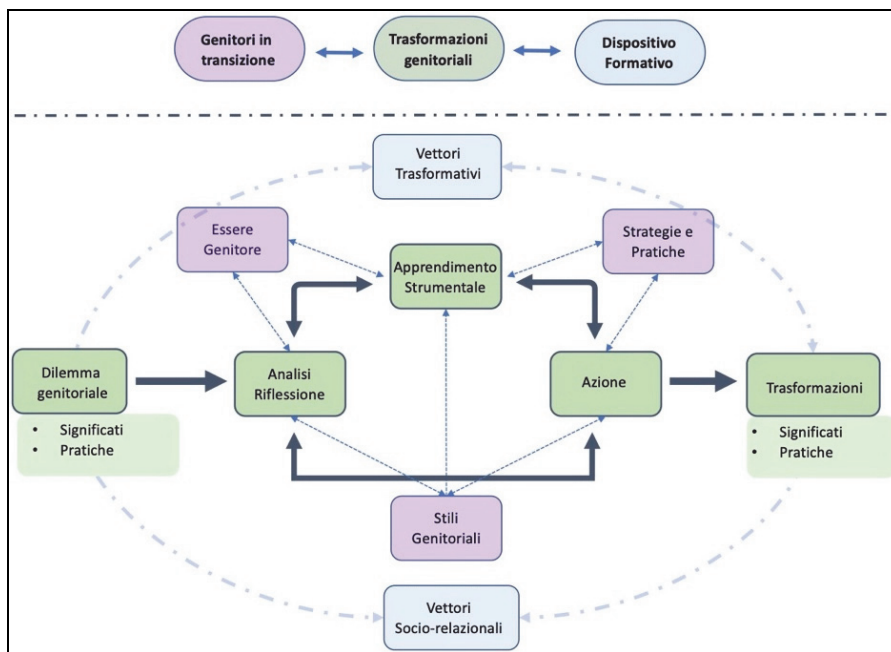 Genitori in
transizione
Trasformazioni
genitoriali
Dispositivo
Formativo
Vettori
Trasformativi
Essere
Genitore
Strategie e
Pratiche
Apprendimento
Strumentale
Dilemma
genitoriale
Analisi
Riflessione
Azione
Trasformazioni
• Significati
• Pratiche
• Significati
• Pratiche
Stili
Genitoriali
Vettori
Socio-relazionali